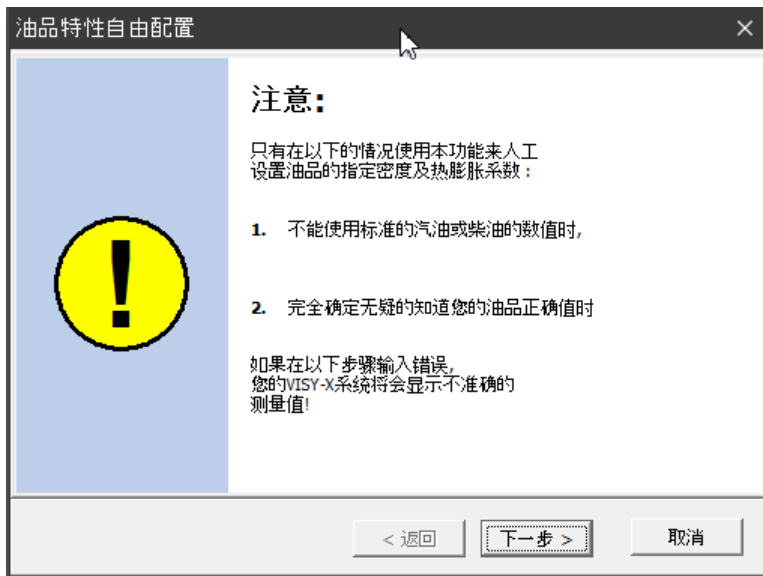 油品特性自由配置
注意:
只有在以下的情况使用本功能来人工
设置油品的指定密度及热膨胀系数：
1. 不能使用标准的汽油或柴油的数值时,
2. 完全确定无疑的知道您的油品正确值时
如果在以下步骤输入错误,
您的VISY-X系统将会显示不准确的
测量值!
< 返回 下一步 > 取消